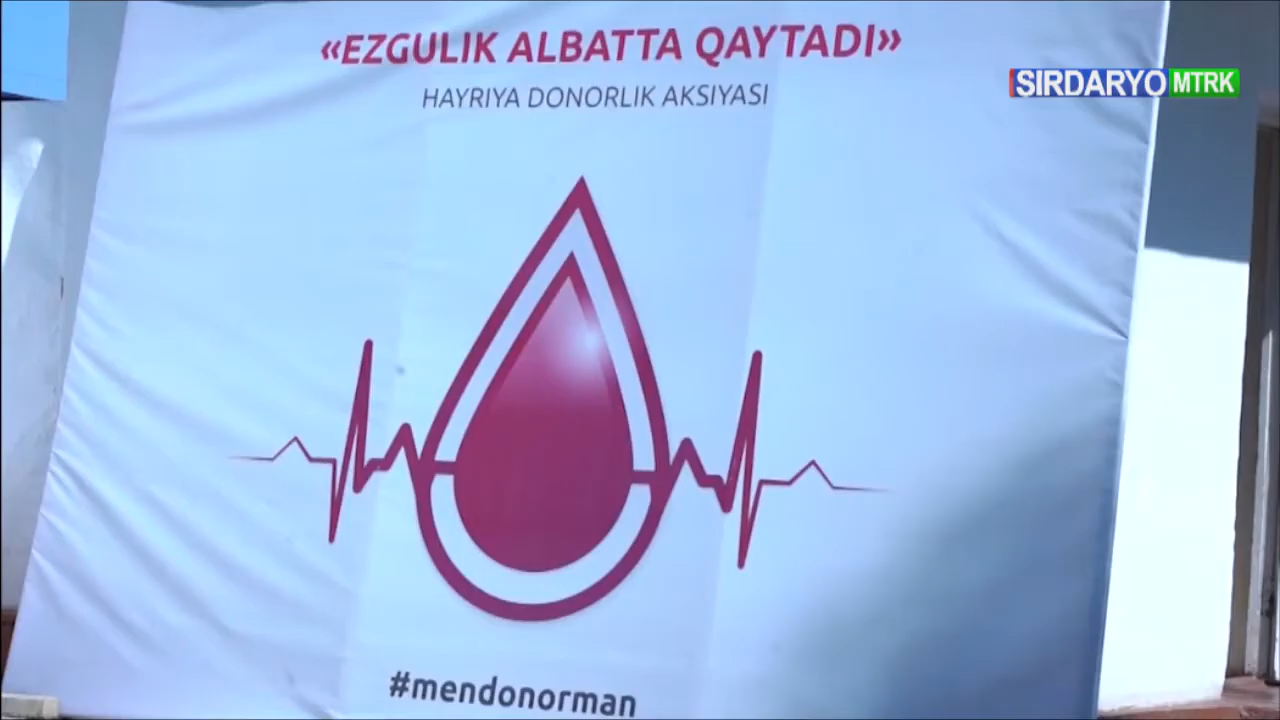 «EZGULIK ALBATTA QAYTADI»
HAYRIYA DONORLIK AKSIYASI
SIRDARYO MTRK
#mendonorman